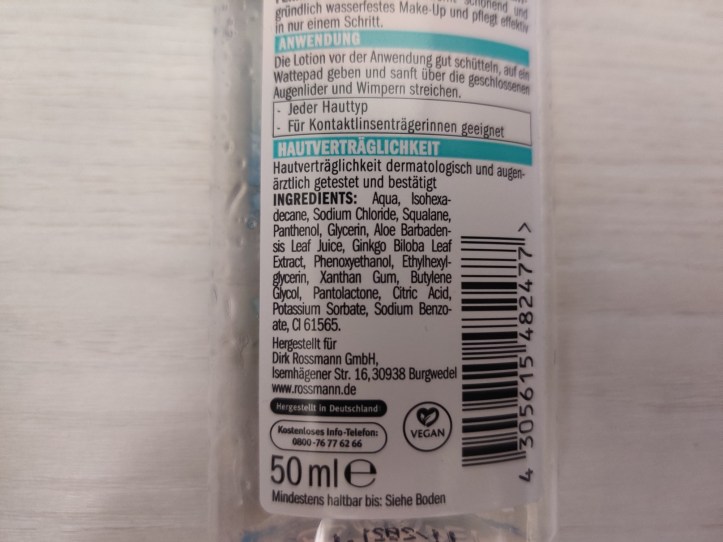 schonend und
gründlich wasserfestes Make-Up und pflegt effektiv
in nur einem Schritt.
ANWENDUNG
Die Lotion vor der Anwendung gut schütteln, auf ein
Wattepad geben und sanft über die geschlossenen
Augenlider und Wimpern streichen.
- Jeder Hauttyp
- Für Kontaktlinsenträgerinnen geeignet
HAUTVERTRÄGLICHKEIT
Hautverträglichkeit dermatologisch und augen-
ärztlich getestet und bestätigt
INGREDIENTS: Aqua, Isohexa-
decane, Sodium Chloride, Squalane,
Panthenol, Glycerin, Aloe Barbaden-
sis Leaf Juice, Ginkgo Biloba Leaf
Extract, Phenoxyethanol, Ethylhexyl-
glycerin, Xanthan Gum, Butylene
Glycol, Pantolactone, Citric Acid,
Potassium Sorbate, Sodium Benzo-
ate, CI 61565.
Hergestellt für
Dirk Rossmann GmbH,
Isernhägener Str. 16, 30938 Burgwedel
www.rossmann.de
Hergestellt in Deutschland
Kostenloses Info-Telefon:
0800-76 77 62 66
VEGAN
50 ml e
Mindestens haltbar bis: Siehe Boden
4 305615 482477 >